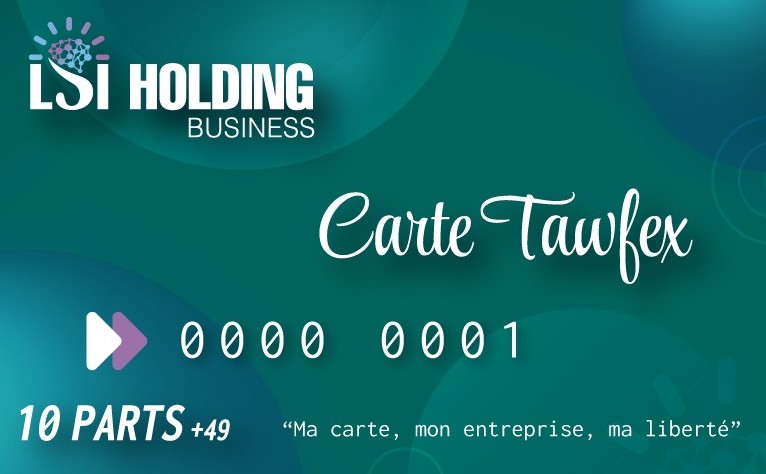 LSI HOLDING
BUSINESS
Carte Tawfex
0000 0001
10 PARTS +49
“Ma carte, mon entreprise, ma liberté”